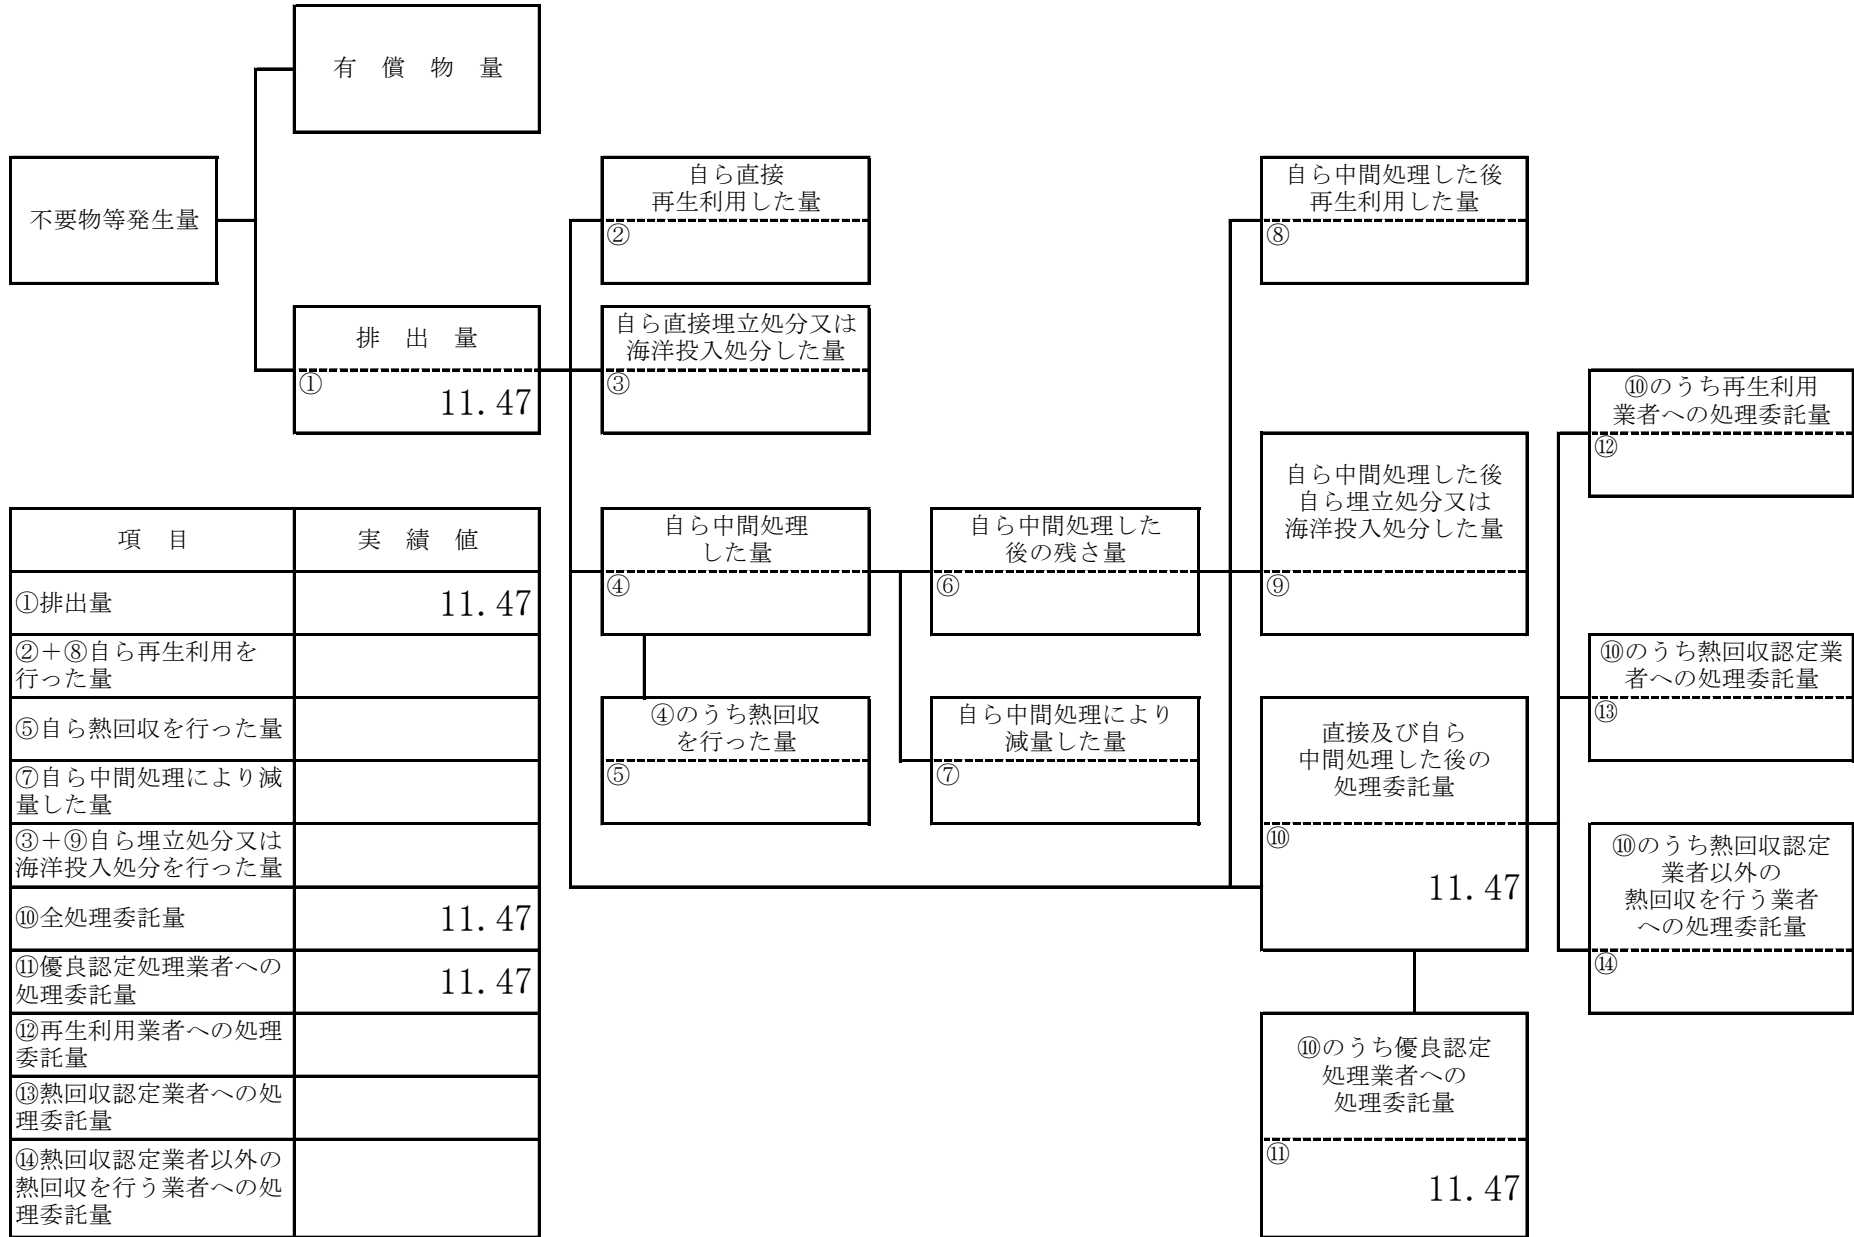 有 償 物 量
不要物等発生量
排 出 量
①
11.47
自ら直接
再生利用した量
②
自ら直接埋立処分又は
海洋投入処分した量
③
自ら中間処理
した量
④
④のうち熱回収
を行った量
⑤
自ら中間処理した
後の残さ量
⑥
自ら中間処理により
減量した量
⑦
自ら中間処理した後
再生利用した量
⑧
自ら中間処理した後
自ら埋立処分又は
海洋投入処分した量
⑨
直接及び自ら
中間処理した後の
処理委託量
⑩
11.47
⑩のうち優良認定
処理業者への
処理委託量
⑪
11.47
⑩のうち再生利用
業者への処理委託量
⑫
⑩のうち熱回収認定業
者への処理委託量
⑬
⑩のうち熱回収認定
業者以外の
熱回収を行う業者
への処理委託量
⑭
項 目 実 績 値
①排出量 11.47
②＋⑧自ら再生利用を
行った量
⑤自ら熱回収を行った量
⑦自ら中間処理により減
量した量
③＋⑨自ら埋立処分又は
海洋投入処分を行った量
⑩全処理委託量 11.47
⑪優良認定処理業者への
処理委託量 11.47
⑫再生利用業者への処理
委託量
⑬熱回収認定業者への処
理委託量
⑭熱回収認定業者以外の
熱回収を行う業者への処
理委託量